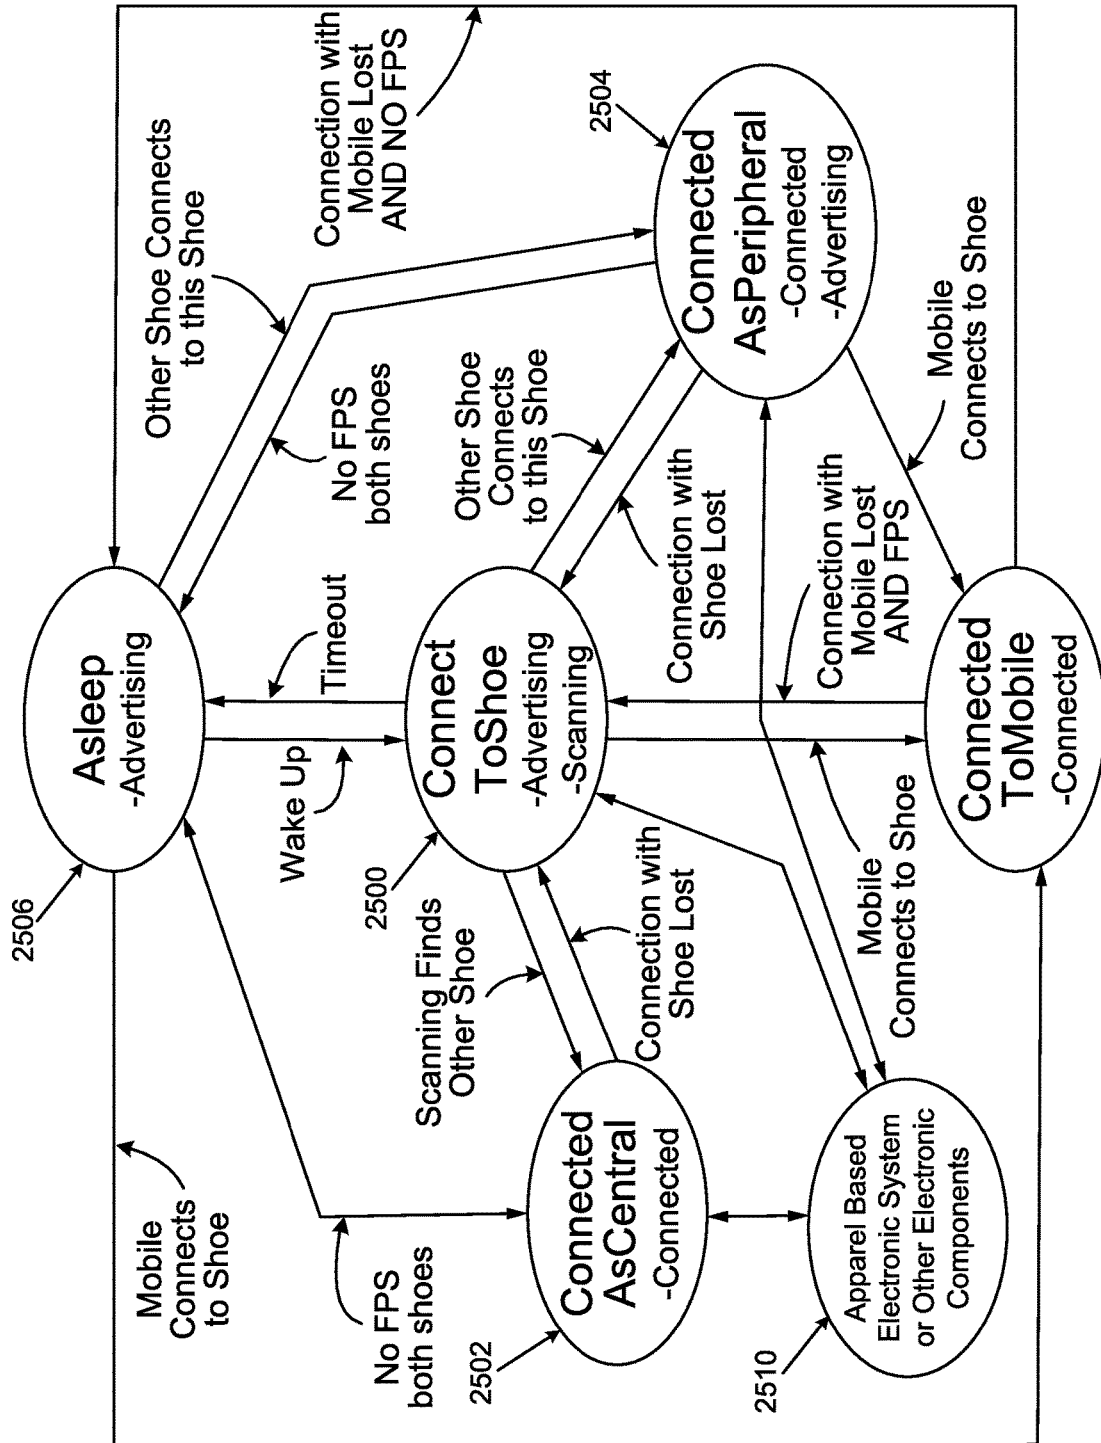 Connection with
Mobile Lost
AND NO FPS
Other Shoe Connects
to this Shoe
2504
Connected
AsPeripheral
-Connected
-Advertising
No FPS
both shoes
Other Shoe
Connects
to this Shoe
Mobile
Connects to Shoe
Connection with
Shoe Lost
Connection with
Mobile Lost
AND FPS
Asleep
-Advertising
2506
Timeout
Wake Up
Connect
ToShoe
-Advertising
-Scanning
2500
Connected
ToMobile
-Connected
Mobile
Connects to Shoe
Scanning Finds
Other Shoe
Connection with
Shoe Lost
Mobile
Connects
to Shoe
No FPS
both shoes
Connected
AsCentral
-Connected
2502
Apparel Based
Electronic System
or Other Electronic
Components
2510